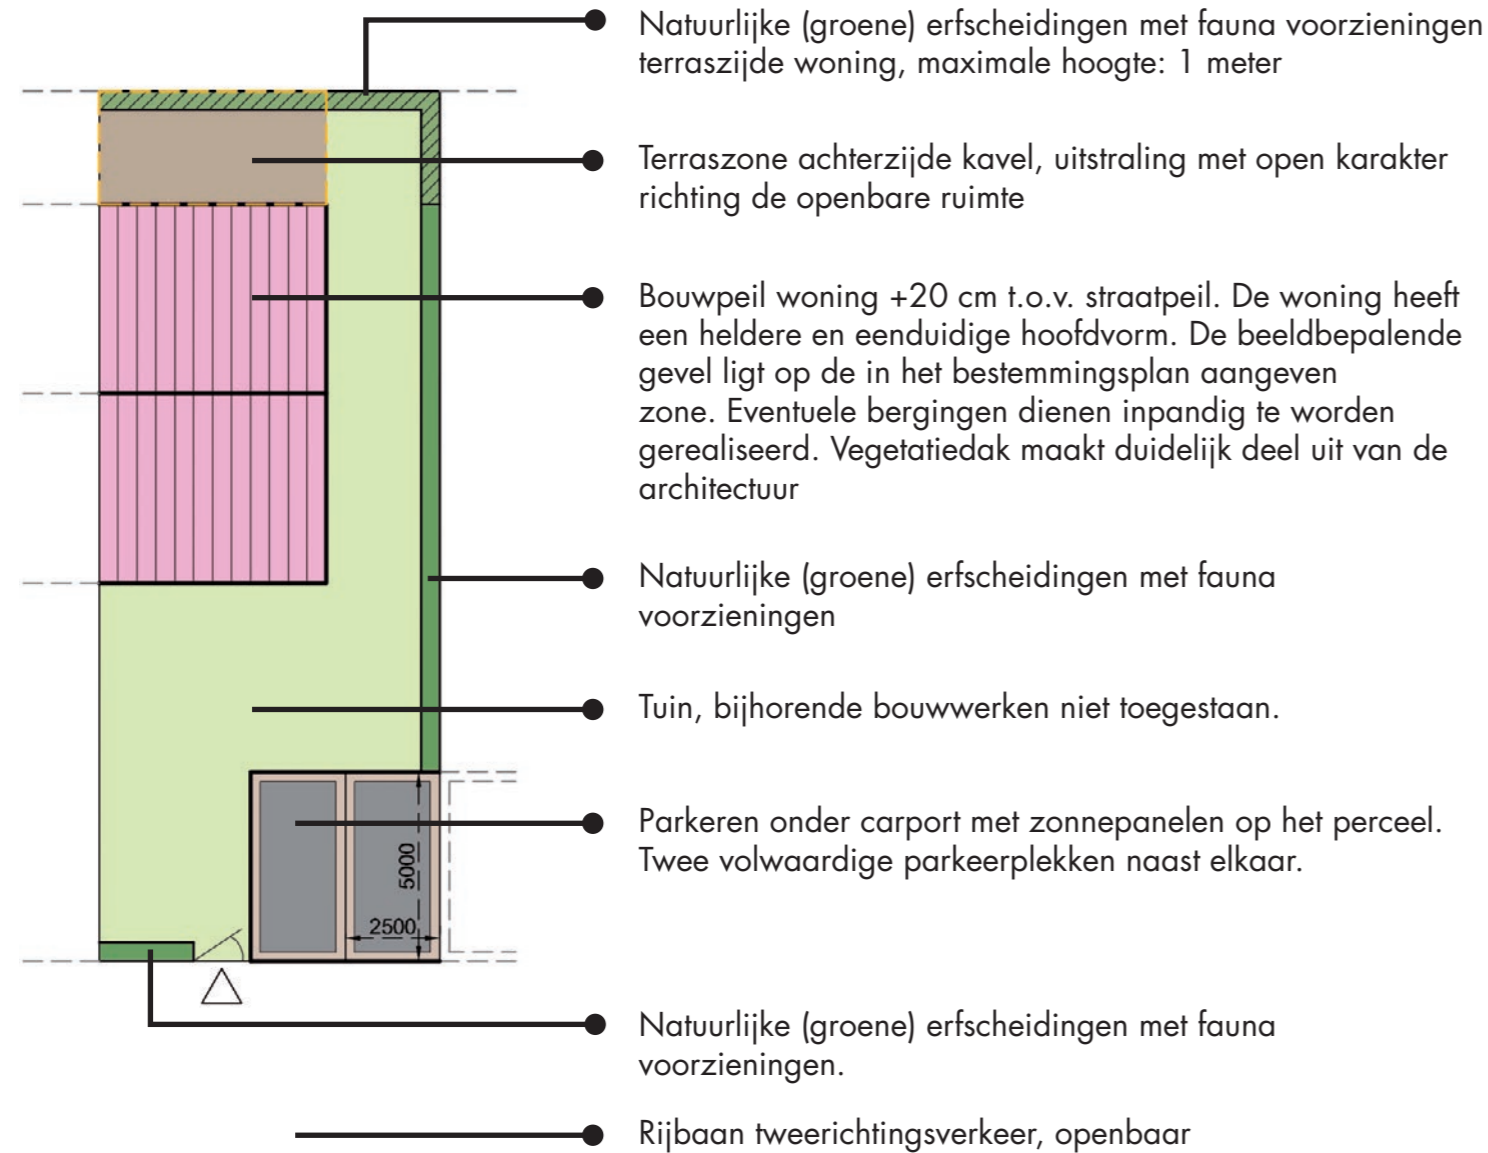 Natuurlijke (groene) erfscheidingen met fauna voorzieningen
terraszijde woning, maximale hoogte: 1 meter
Terraszone achterzijde kavel, uitstraling met open karakter
richting de openbare ruimte
Bouwpeil woning +20 cm t.o.v. straatpeil. De woning heeft
een heldere en eenduidige hoofdvorm. De beeldbepalende
gevel ligt op de in het bestemmingsplan aangeven
zone. Eventuele bergingen dienen inpandig te worden
gerealiseerd. Vegetatiedak maakt duidelijk deel uit van de
architectuur
Natuurlijke (groene) erfscheidingen met fauna
voorzieningen
Tuin, bijhorende bouwwerken niet toegestaan.
Parkeren onder carport met zonnepanelen op het perceel.
Twee volwaardige parkeerplekken naast elkaar.
5000
2500
Natuurlijke (groene) erfscheidingen met fauna
voorzieningen.
Rijbaan tweerichtingsverkeer, openbaar